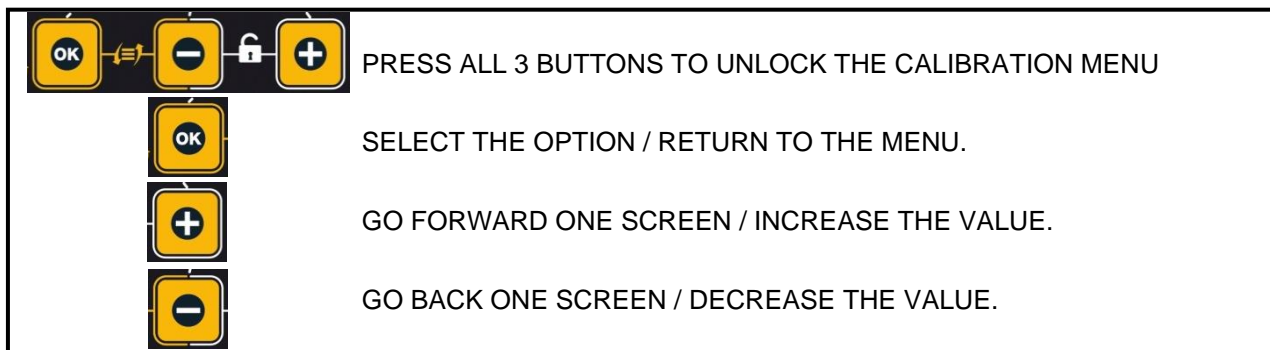 OK PRESS ALL 3 BUTTONS TO UNLOCK THE CALIBRATION MENU
OK SELECT THE OPTION / RETURN TO THE MENU.
GO FORWARD ONE SCREEN / INCREASE THE VALUE.
GO BACK ONE SCREEN / DECREASE THE VALUE.